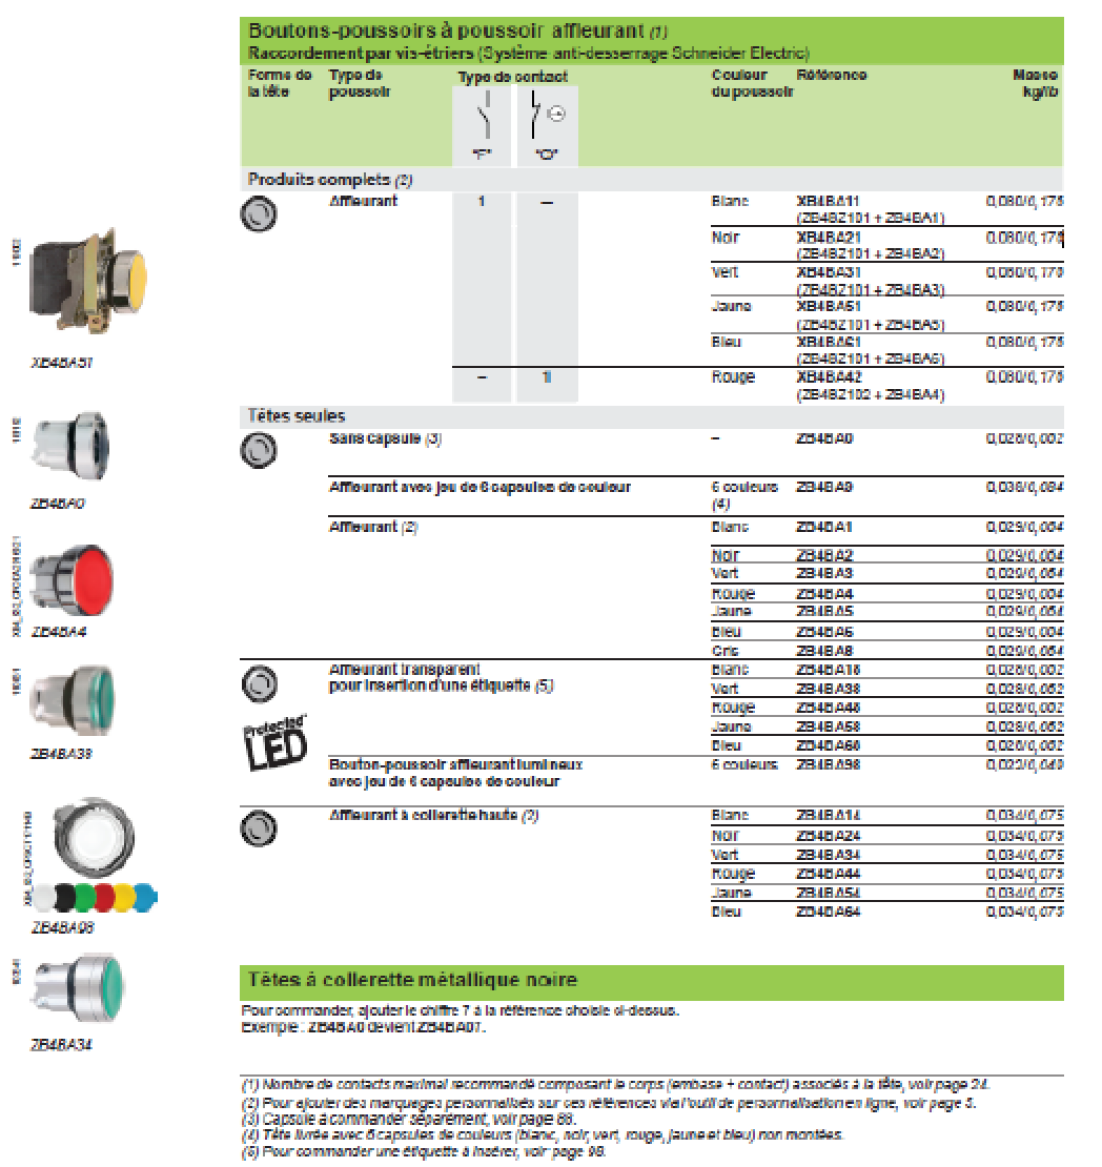 Boutons-poussoirs à poussoir affleurant (1)
Raccordement par vis-étriers (Système anti-desserrage Schneider Electric)
Forme de la tête
Type de poussoir
Type de contact
Couleur du poussoir
Référence
Masse kg/lb
"F" "O"
Produits complets (2)
Affleurant 1 – Blanc XB4BA11 0,080/0,176
(ZB4BZ101 + ZB4BA1)
Noir XB4BA21 0,080/0,176
(ZB4BZ101 + ZB4BA2)
Vert XB4BA31 0,080/0,176
(ZB4BZ101 + ZB4BA3)
Jaune XB4BA51 0,080/0,176
(ZB4BZ101 + ZB4BA5)
Bleu XB4BA61 0,080/0,176
(ZB4BZ101 + ZB4BA6)
– 1 Rouge XB4BA42 0,080/0,176
(ZB4BZ102 + ZB4BA4)
XB4BA51
Têtes seules
Sans capsule (3) – ZB4BA0 0,028/0,062
Affleurant avec jeu de 6 capsules de couleur 6 couleurs ZB4BA9 0,038/0,084
(4)
Affleurant (2) Blanc ZB4BA1 0,029/0,064
Noir ZB4BA2 0,029/0,064
Vert ZB4BA3 0,029/0,064
Rouge ZB4BA4 0,029/0,064
Jaune ZB4BA5 0,029/0,064
Bleu ZB4BA6 0,029/0,064
Gris ZB4BA8 0,029/0,064
ZB4BA0
ZB4BA4
Affleurant transparent Blanc ZB4BA18 0,028/0,062
pour insertion d'une étiquette (5) Vert ZB4BA38 0,028/0,062
Rouge ZB4BA48 0,028/0,062
Jaune ZB4BA58 0,028/0,062
Bleu ZB4BA68 0,028/0,062
Protected
LED
ZB4BA38
Bouton-poussoir affleurant lumineux 6 couleurs ZB4BA98
avec jeu de 6 capsules de couleur
Affleurant à collerette haute (2) Blanc ZB4BA14 0,034/0,075
Noir ZB4BA24 0,034/0,075
Vert ZB4BA34 0,034/0,075
Rouge ZB4BA44 0,034/0,075
Jaune ZB4BA54 0,034/0,075
Bleu ZB4BA64 0,034/0,075
ZB4BA98
Têtes à collerette métallique noire
Pour commander, ajouter le chiffre 7 à la référence choisie ci-dessus.
Exemple : ZB4BA0 devient ZB4BA07.
ZB4BA34
(1) Nombre de contacts maximal recommandé composant le corps (embase + contact) associés à la tête, voir page 24.
(2) Pour ajouter des marquages personnalisés sur ces références via l'outil de personnalisation en ligne, voir page 5.
(3) Capsule à commander séparément, voir page 88.
(4) Tête livrée avec 6 capsules de couleurs (blanc, noir, vert, rouge, jaune et bleu) non montées.
(5) Pour commander une étiquette à insérer, voir page 98.